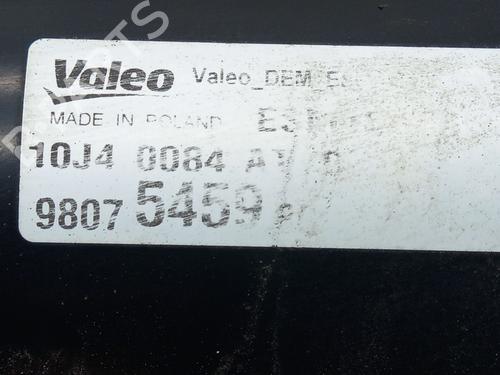 Valeo Valeo_DEM
MADE IN POLAND
10J4 0084
9807 5459